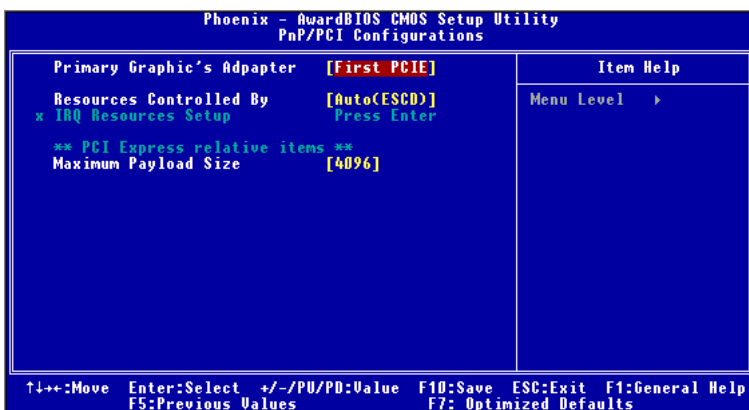 Phoenix - AwardBIOS CMOS Setup Utility
PnP/PCI Configurations
Primary Graphic's Adpapter [First PCIE]
Resources Controlled By [Auto(ESCD)]
x IRQ Resources Setup Press Enter
** PCI Express relative items **
Maximum Payload Size [4096]
Item Help
Menu Level ▸
↑↓→←:Move Enter:Select +/-/PU/PD:Value F10:Save ESC:Exit F1:General Help
F5:Previous Values F7: Optimized Defaults